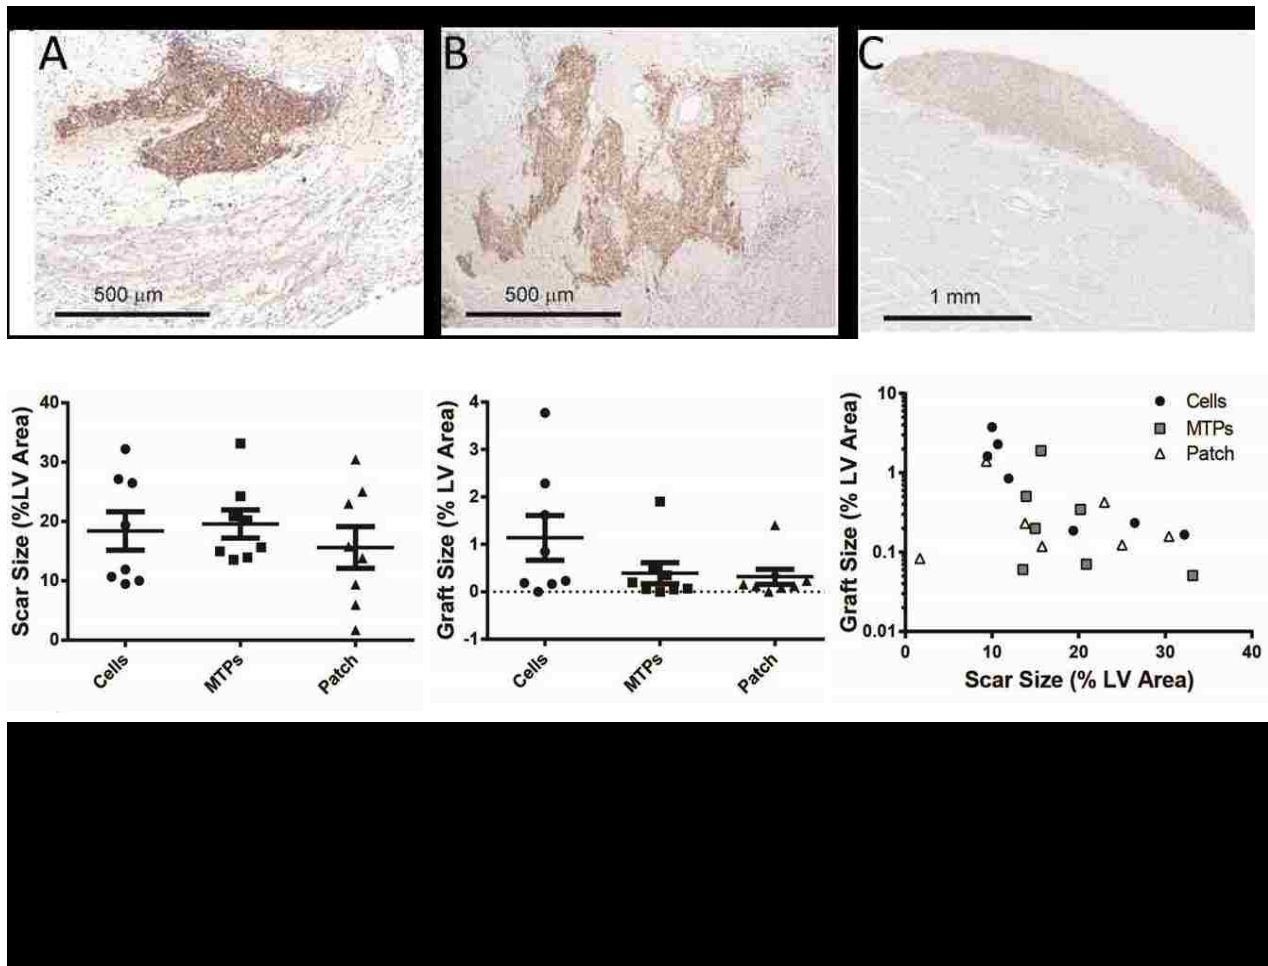 A
B
C
500 μm
500 μm
1 mm
Scar Size (%LV Area)
40
30
20
10
0
Cells
MTPs
Patch
Graft Size (% LV Area)
4
3
2
1
0
-1
Cells
MTPs
Patch
Graft Size (% LV Area)
10
1
0.1
0.01
Cells
MTPs
Patch
0
10
20
30
40
Scar Size (% LV Area)